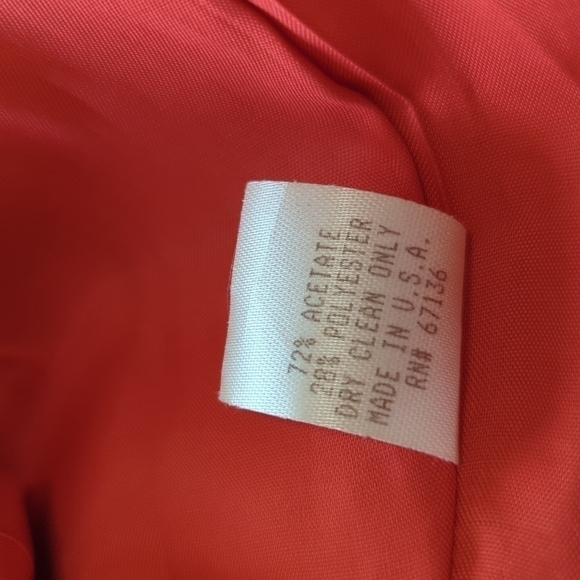 72% ACETATE
28% POLYESTER
DRY CLEAN ONLY
MADE IN U.S.A.
RN# 67136